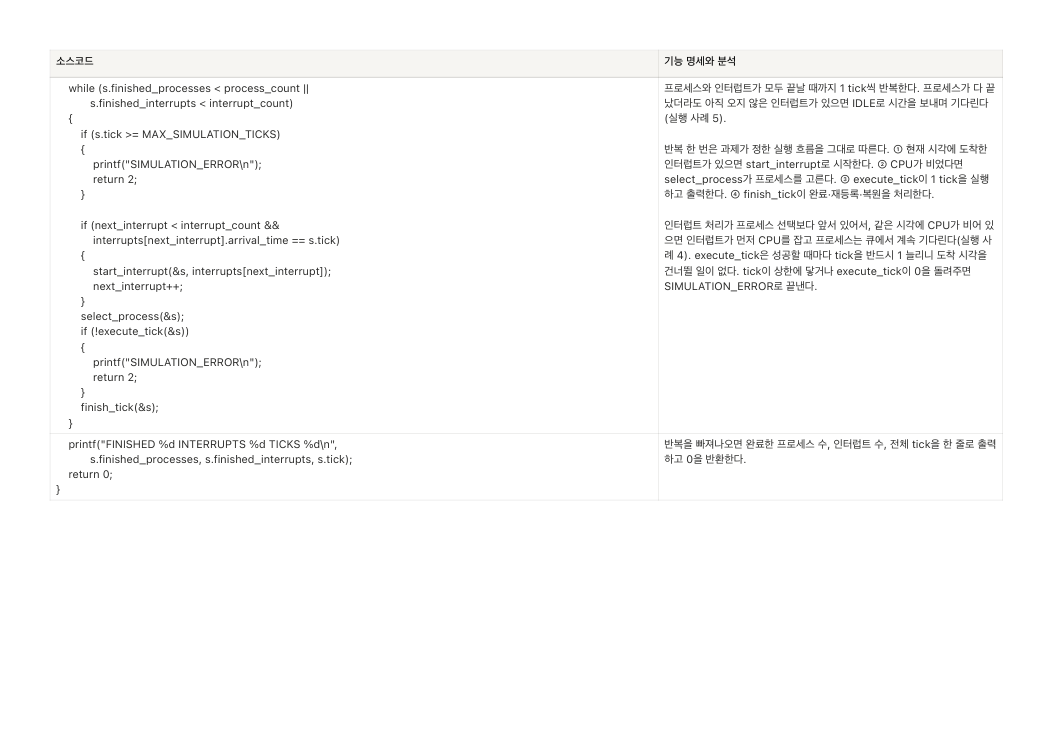 소스코드
기능 명세와 분석
while (s.finished_processes < process_count ||
s.finished_interrupts < interrupt_count)
{
if (s.tick >= MAX_SIMULATION_TICKS)
{
printf("SIMULATION_ERROR\n");
return 2;
}
if (next_interrupt < interrupt_count &&
interrupts[next_interrupt].arrival_time == s.tick)
{
start_interrupt(&s, interrupts[next_interrupt]);
next_interrupt++;
}
select_process(&s);
if (!execute_tick(&s))
{
printf("SIMULATION_ERROR\n");
return 2;
}
finish_tick(&s);
}
프로세스와 인터럽트가 모두 끝날 때까지 1 tick씩 반복한다. 프로세스가 다 끝
났더라도 아직 오지 않은 인터럽트가 있으면 IDLE로 시간을 보내며 기다린다
(실행 사례 5).
반복 한 번은 과제가 정한 실행 흐름을 그대로 따른다. ① 현재 시각에 도착한
인터럽트가 있으면 start_interrupt로 시작한다. ② CPU가 비었다면
select_process가 프로세스를 고른다. ③ execute_tick이 1 tick을 실행
하고 출력한다. ④ finish_tick이 완료·재등록·복원을 처리한다.
인터럽트 처리가 프로세스 선택보다 앞서 있어서, 같은 시각에 CPU가 비어 있
으면 인터럽트가 먼저 CPU를 잡고 프로세스는 큐에서 계속 기다린다(실행 사
례 4). execute_tick은 성공할 때마다 tick을 반드시 1 늘리니 도착 시각을
건너뛸 일이 없다. tick이 상한에 닿거나 execute_tick이 0을 돌려주면
SIMULATION_ERROR로 끝낸다.
printf("FINISHED %d INTERRUPTS %d TICKS %d\n",
s.finished_processes, s.finished_interrupts, s.tick);
return 0;
}
반복을 빠져나오면 완료한 프로세스 수, 인터럽트 수, 전체 tick을 한 줄로 출력
하고 0을 반환한다.